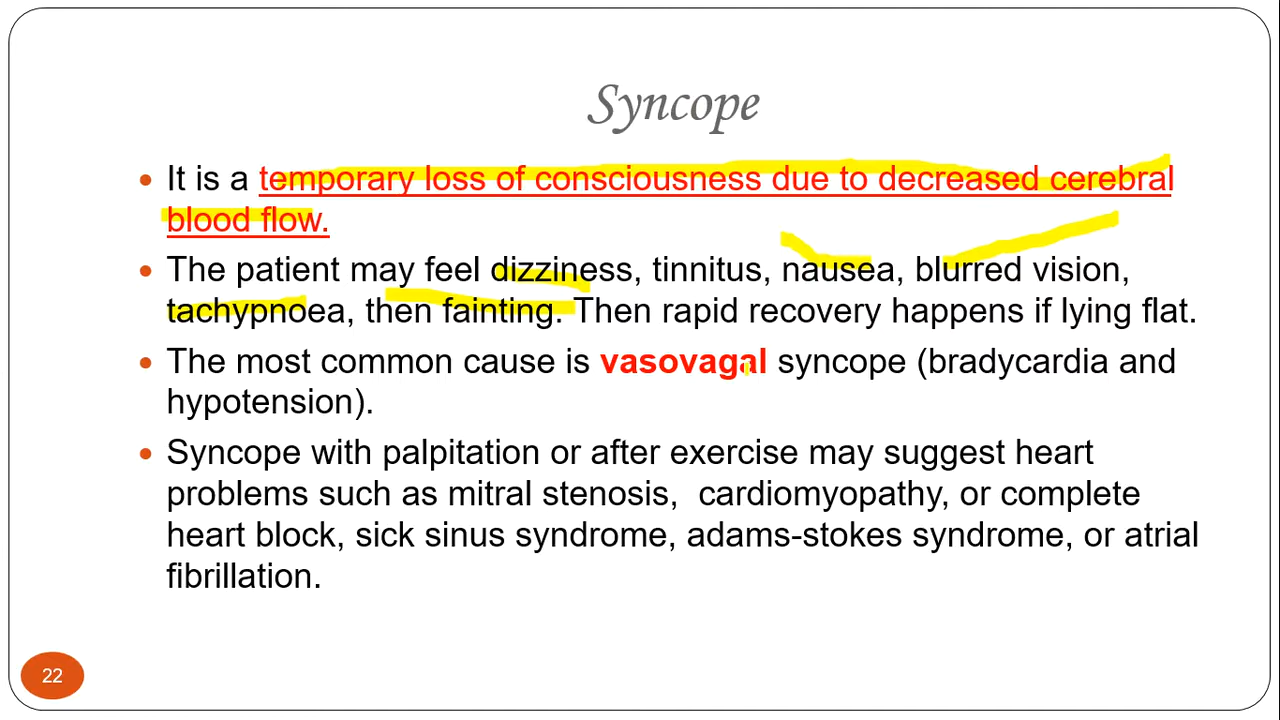 Syncope
It is a temporary loss of consciousness due to decreased cerebral
blood flow.
The patient may feel dizziness, tinnitus, nausea, blurred vision,
tachypnoea, then fainting. Then rapid recovery happens if lying flat.
The most common cause is vasovagal syncope (bradycardia and
hypotension).
Syncope with palpitation or after exercise may suggest heart
problems such as mitral stenosis, cardiomyopathy, or complete
heart block, sick sinus syndrome, adams-stokes syndrome, or atrial
fibrillation.
22